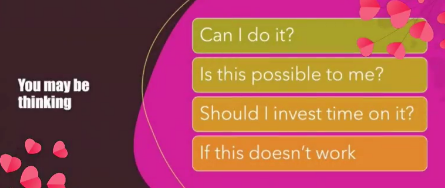 You may be
thinking
Can I do it?
Is this possible to me?
Should I invest time on it?
If this doesn't work